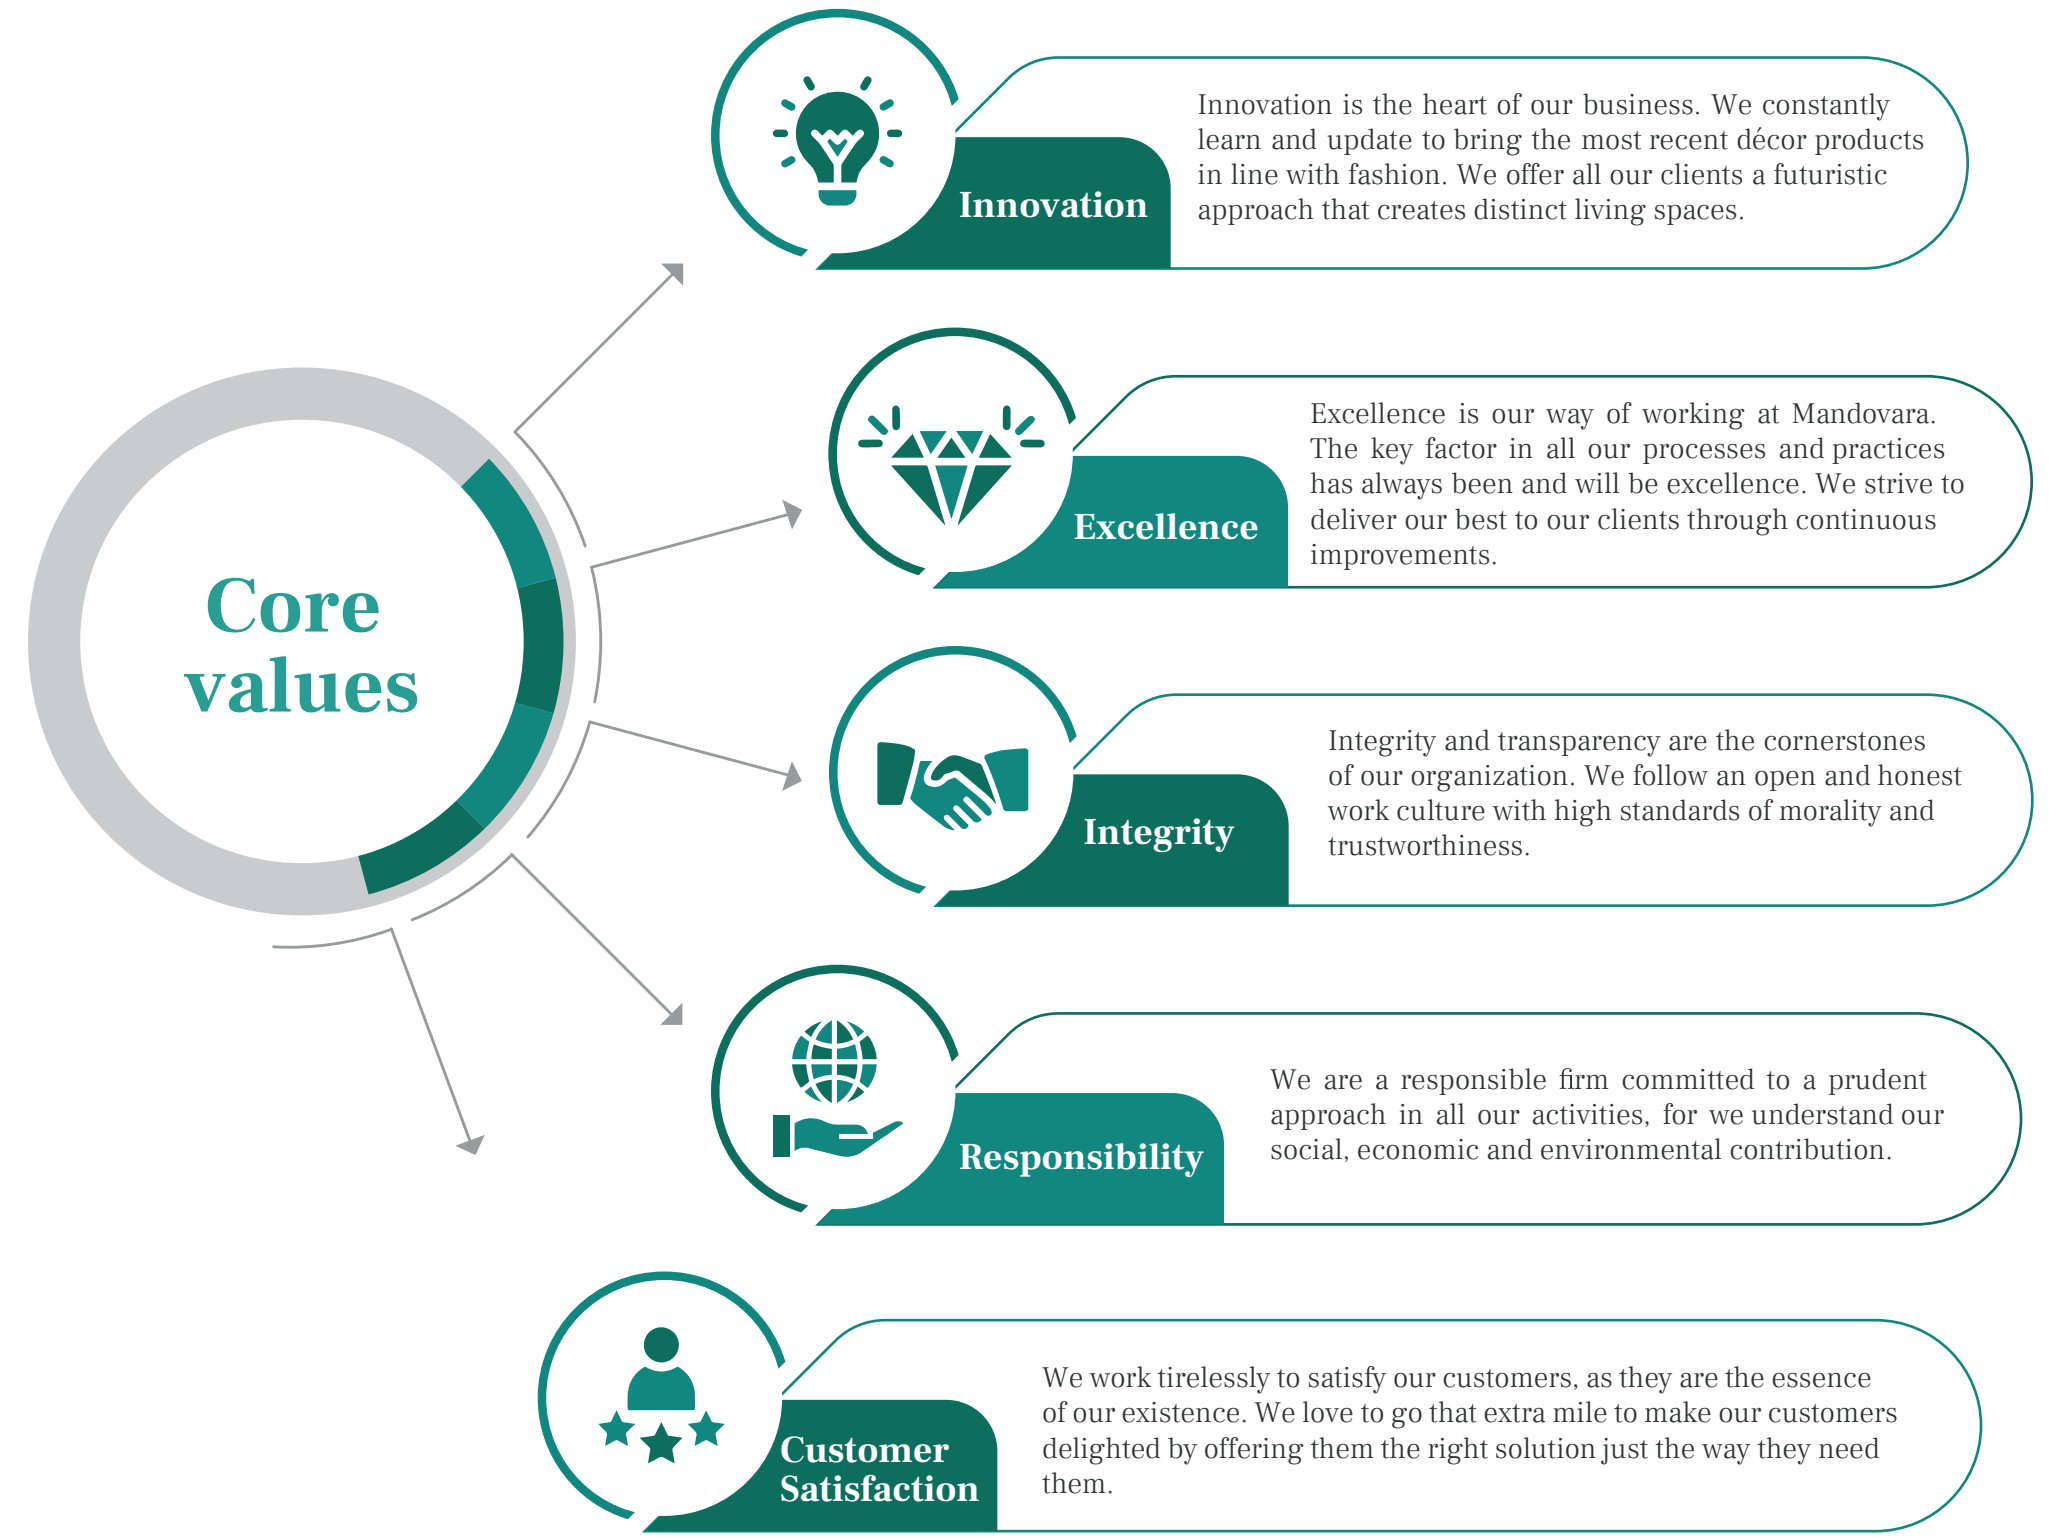 Core
values
Innovation
Innovation is the heart of our business. We constantly
learn and update to bring the most recent décor products
in line with fashion. We offer all our clients a futuristic
approach that creates distinct living spaces.
Excellence
Excellence is our way of working at Mandovara.
The key factor in all our processes and practices
has always been and will be excellence. We strive to
deliver our best to our clients through continuous
improvements.
Integrity
Integrity and transparency are the cornerstones
of our organization. We follow an open and honest
work culture with high standards of morality and
trustworthiness.
Responsibility
We are a responsible firm committed to a prudent
approach in all our activities, for we understand our
social, economic and environmental contribution.
Customer
Satisfaction
We work tirelessly to satisfy our customers, as they are the essence
of our existence. We love to go that extra mile to make our customers
delighted by offering them the right solution just the way they need
them.